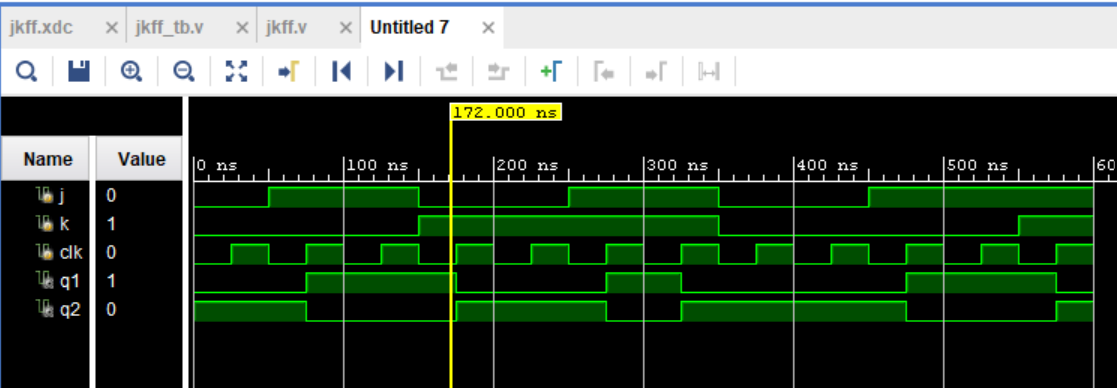 jkff.xdc × jkff_tb.v × jkff.v × Untitled 7 ×
172.000 ns
Name Value 0 ns 100 ns 200 ns 300 ns 400 ns 500 ns 60
j 0
k 1
clk 0
q1 1
q2 0